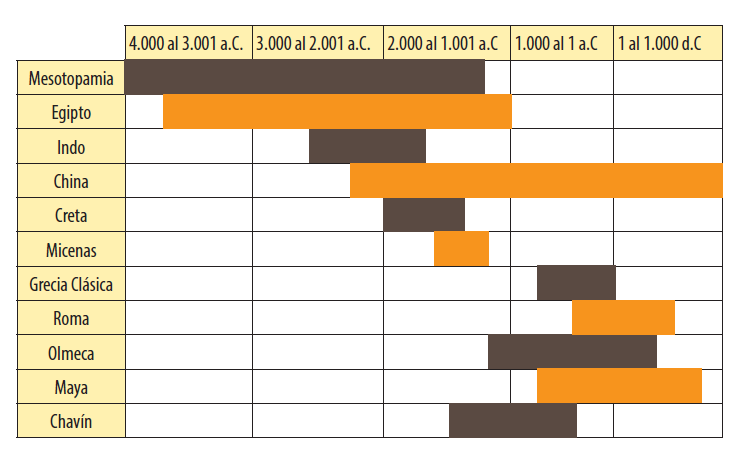 4.000 al 3.001 a.C. 3.000 al 2.001 a.C. 2.000 al 1.001 a.C 1.000 al 1 a.C 1 al 1.000 d.C
Mesotopamia
Egipto
Indo
China
Creta
Micenas
Grecia Clásica
Roma
Olmeca
Maya
Chavín